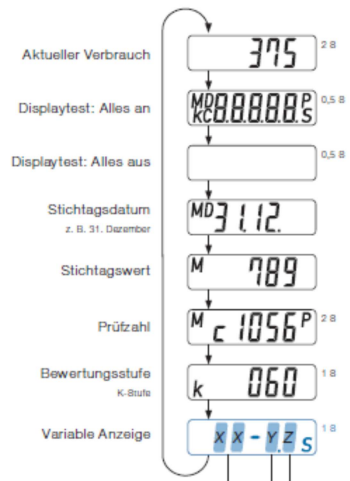 Aktueller Verbrauch 375 2 s
Displaytest: Alles an MD KC 8.8.8.8.8. P S 0,5 s
Displaytest: Alles aus 0,5 s
Stichtagsdatum MD 31.12.
z. B. 31. Dezember
Stichtagswert M 789
Prüfzahl M c 1056 P 2 s
Bewertungsstufe k 060 1 s
K-Stufe
Variable Anzeige X X - Y. Z S 1 s